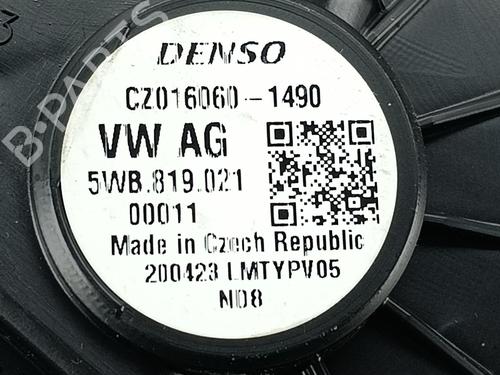 B-PARTS
DENSO
CZ016060-1490
VW AG
5WB.819.021
00011
Made in Czech Republic
200423 LMTYPV05
ND8